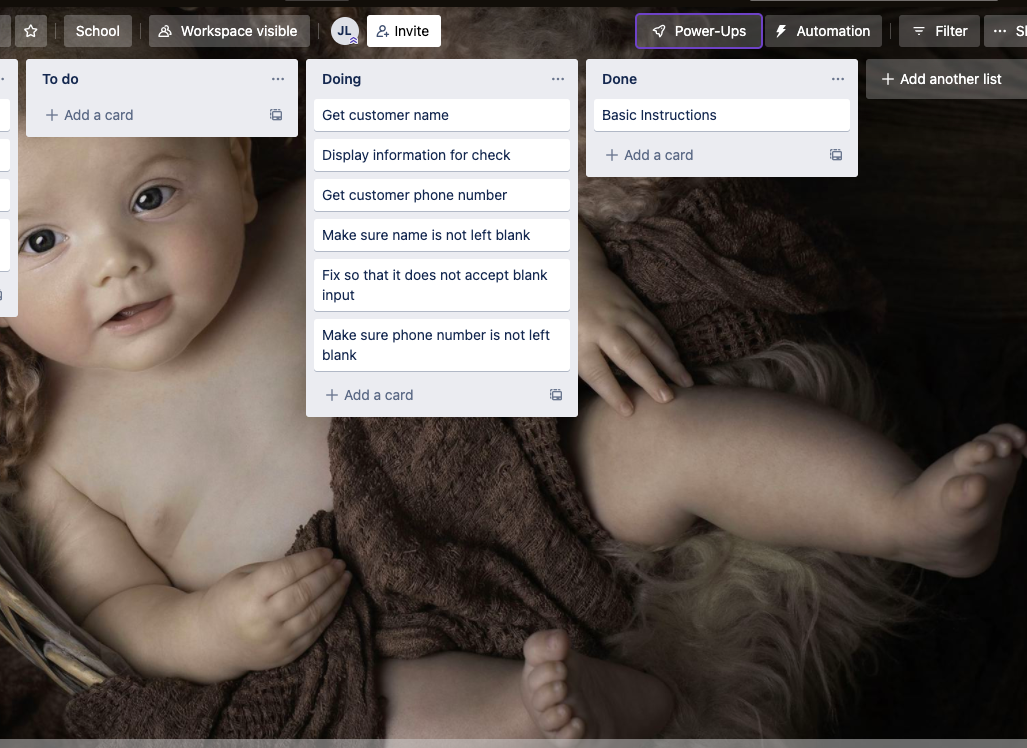 School
Workspace visible
JL
Invite
Power-Ups
Automation
Filter
To do
Add a card
Doing
Get customer name
Display information for check
Get customer phone number
Make sure name is not left blank
Fix so that it does not accept blank
input
Make sure phone number is not left
blank
Add a card
Done
Basic Instructions
Add a card
Add another list